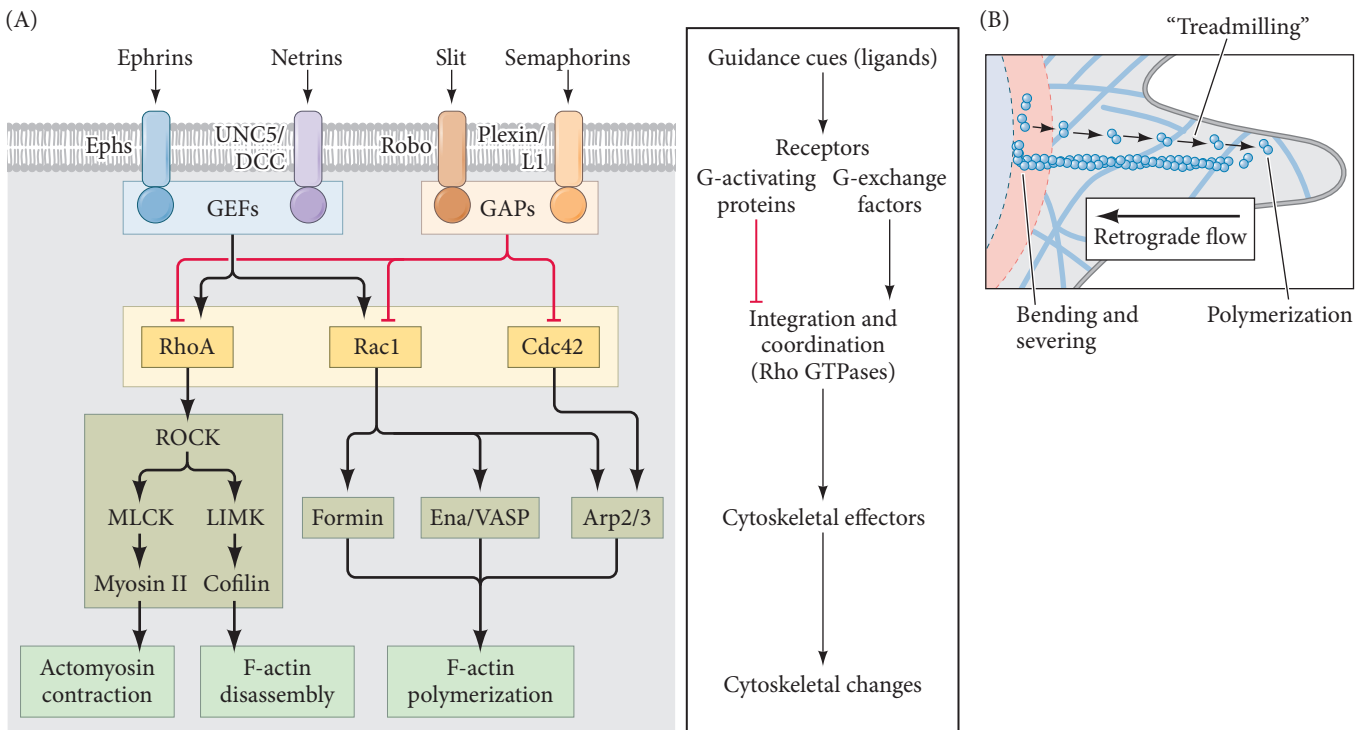 (A)
Ephrins
Netrins
Slit
Semaphorins
Ephs
UNC5/
DCC
Robo
Plexin/
L1
GEFs
GAPs
RhoA
Rac1
Cdc42
ROCK
MLCK
LIMK
Myosin II
Cofilin
Formin
Ena/VASP
Arp2/3
Actomyosin
contraction
F-actin
disassembly
F-actin
polymerization
Guidance cues (ligands)
Receptors
G-activating
proteins
G-exchange
factors
Integration and
coordination
(Rho GTPases)
Cytoskeletal effectors
Cytoskeletal changes
(B)
“Treadmilling”
Retrograde flow
Bending and
severing
Polymerization